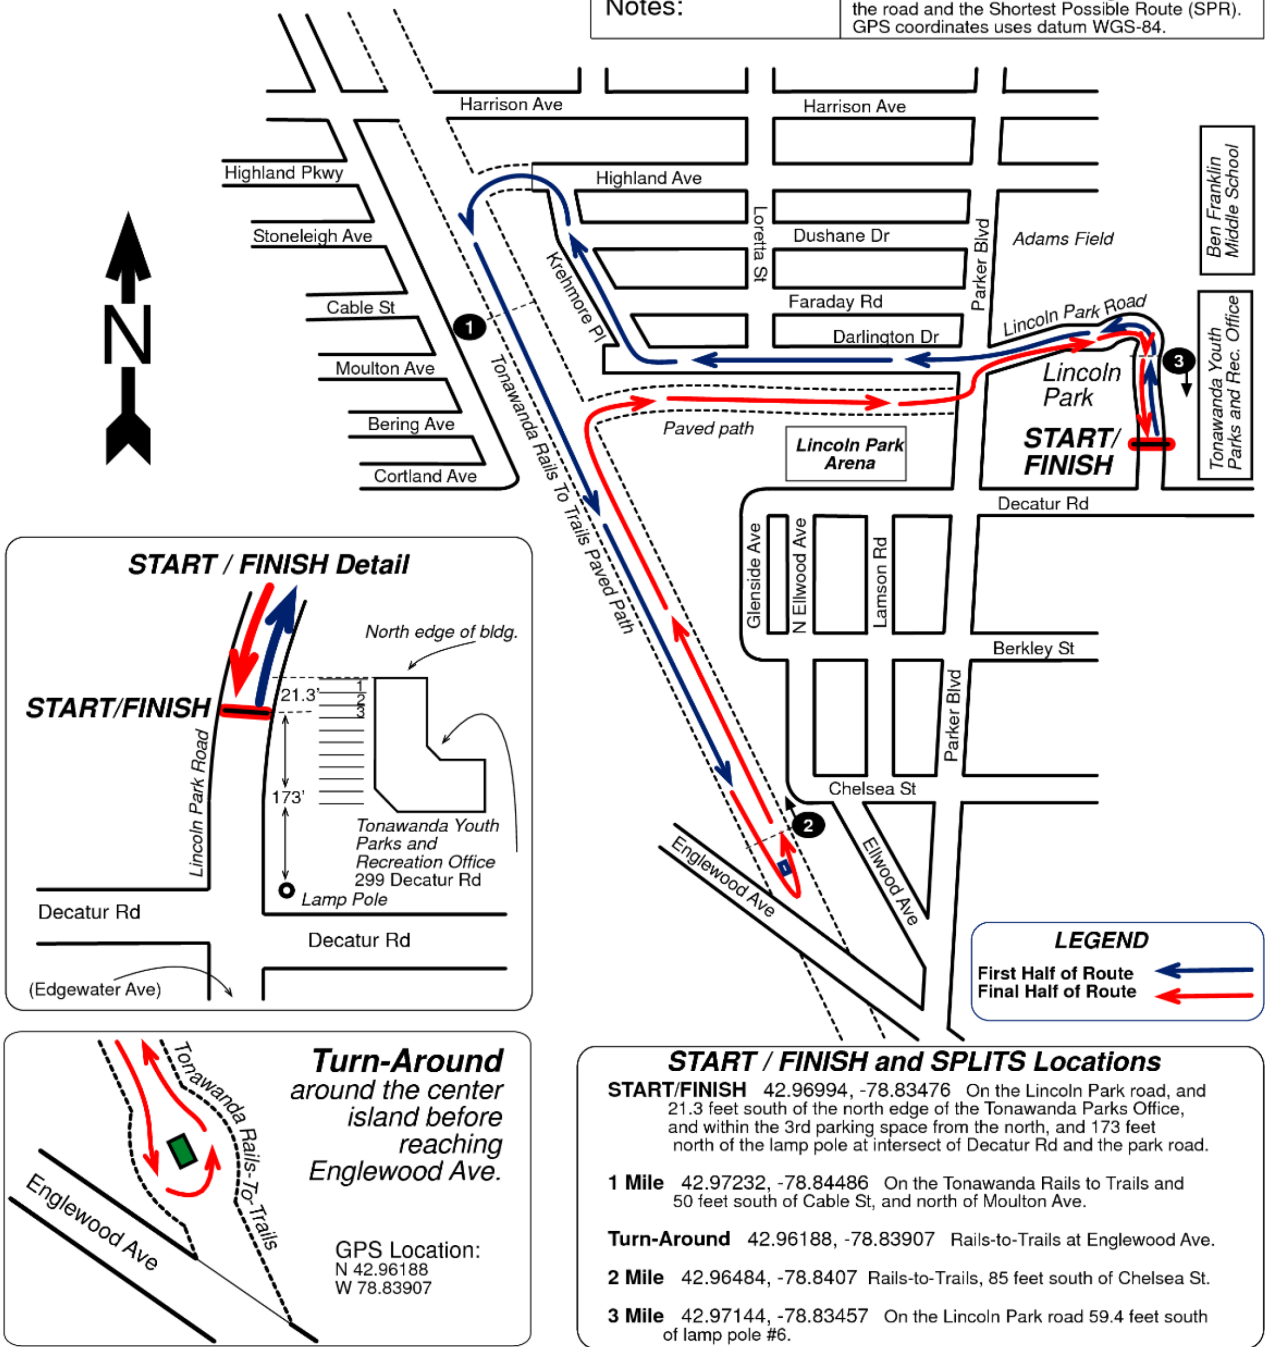 Notes:
the road and the Shortest Possible Route (SPR).
GPS coordinates uses datum WGS-84.
Harrison Ave
Harrison Ave
Highland Pkwy
Highland Ave
Stoneleigh Ave
Loretta St
Dushane Dr
Parker Blvd
Adams Field
Ben Franklin
Middle School
Krehmore Pl
Cable St
Faraday Rd
Lincoln Park Road
Tonawanda Youth
Parks and Rec. Office
1
Darlington Dr
3
Moulton Ave
Lincoln
Park
Tonawanda Rails To Trails Paved Path
Bering Ave
Paved path
Lincoln Park
Arena
START/
FINISH
Cortland Ave
Decatur Rd
N
Glenside Ave
N Ellwood Ave
Lamson Rd
Berkley St
Parker Blvd
Chelsea St
2
Englewood Ave
Ellwood Ave
START / FINISH Detail
North edge of bldg.
START/FINISH
21.3'
1
2
3
Lincoln Park Road
173'
Tonawanda Youth
Parks and
Recreation Office
299 Decatur Rd
Lamp Pole
Decatur Rd
Decatur Rd
(Edgewater Ave)
LEGEND
First Half of Route
Final Half of Route
Turn-Around
around the center
island before
reaching
Englewood Ave.
Tonawanda Rails-To-Trails
Englewood Ave
GPS Location:
N 42.96188
W 78.83907
START / FINISH and SPLITS Locations
START/FINISH 42.96994, -78.83476 On the Lincoln Park road, and
21.3 feet south of the north edge of the Tonawanda Parks Office,
and within the 3rd parking space from the north, and 173 feet
north of the lamp pole at intersect of Decatur Rd and the park road.
1 Mile 42.97232, -78.84486 On the Tonawanda Rails to Trails and
50 feet south of Cable St, and north of Moulton Ave.
Turn-Around 42.96188, -78.83907 Rails-to-Trails at Englewood Ave.
2 Mile 42.96484, -78.8407 Rails-to-Trails, 85 feet south of Chelsea St.
3 Mile 42.97144, -78.83457 On the Lincoln Park road 59.4 feet south
of lamp pole #6.